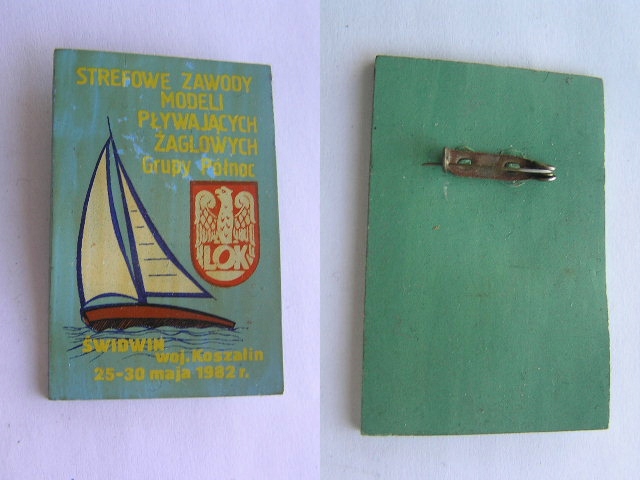 STREFOWE ZAWODY
MODELI
PŁYWAJĄCYCH
ŻAGLOWYCH
Grupy Północ
LOK
ŚWIDWIN
woj. Koszalin
25-30 maja 1982 r.